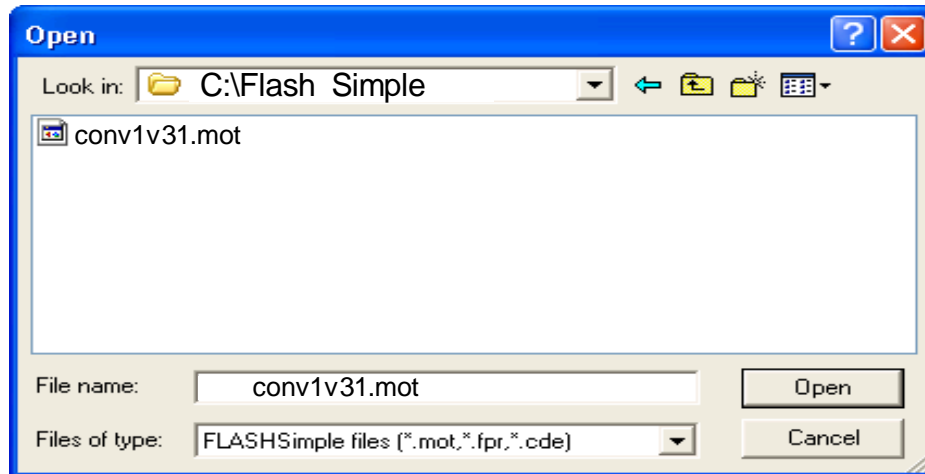 Open
Look in: C:\Flash Simple
conv1v31.mot
File name: conv1v31.mot Open
Files of type: FLASHSimple files (*.mot,*.fpr,*.cde) Cancel